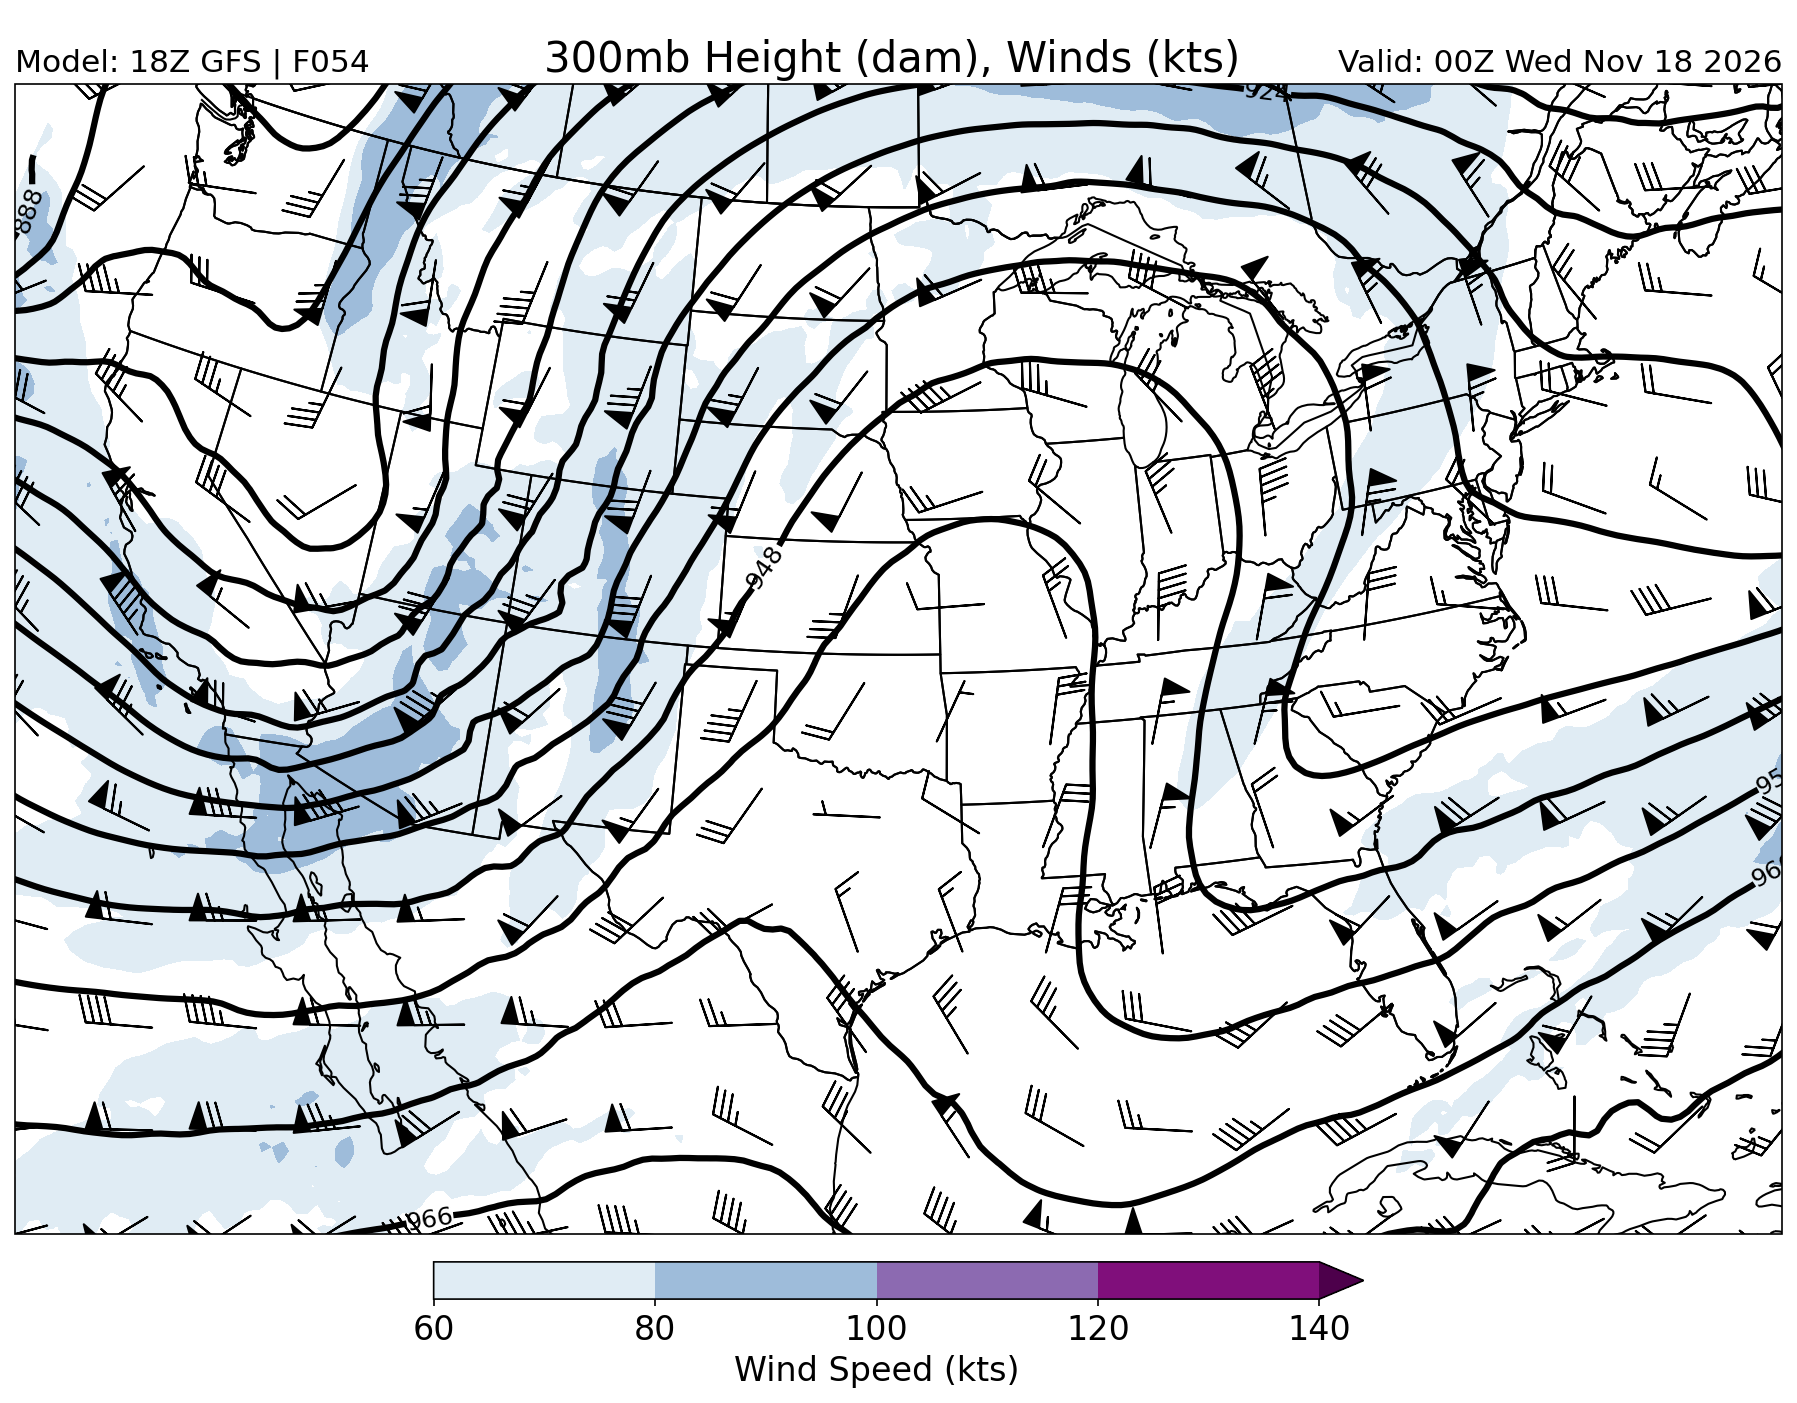 Model: 18Z GFS | F054
300mb Height (dam), Winds (kts)
Valid: 00Z Wed Nov 18 2026
924
888
948
966
60 80 100 120 140
Wind Speed (kts)